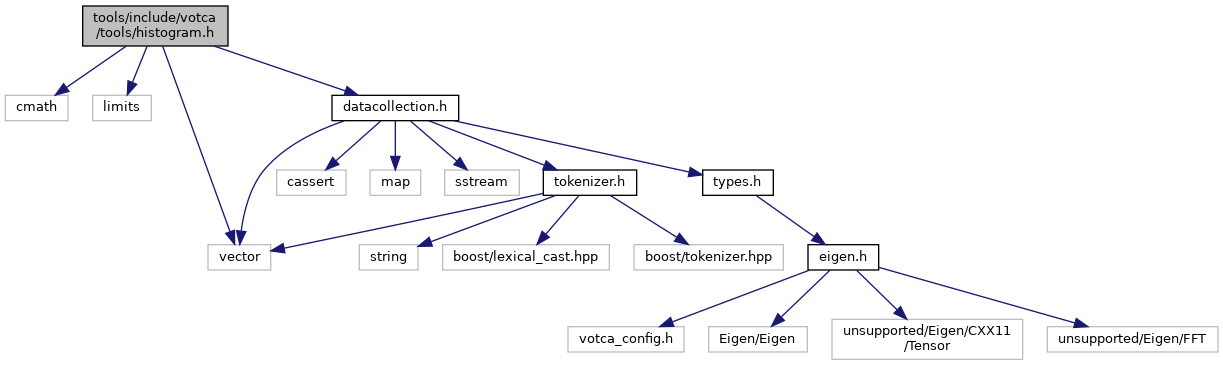 tools/include/votca
/tools/histogram.h
cmath
limits
datacollection.h
cassert
map
sstream
tokenizer.h
types.h
vector
string
boost/lexical_cast.hpp
boost/tokenizer.hpp
eigen.h
votca_config.h
Eigen/Eigen
unsupported/Eigen/CXX11
/Tensor
unsupported/Eigen/FFT